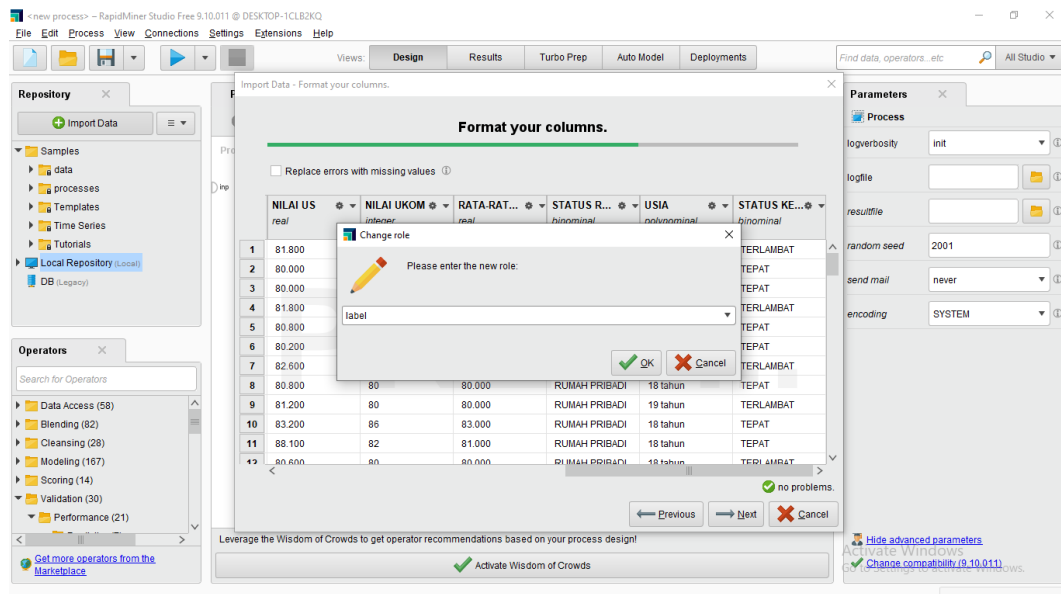 <new process> – RapidMiner Studio Free 9.10.011 @ DESKTOP-1CLB2KQ
File Edit Process View Connections Settings Extensions Help
Views: Design Results Turbo Prep Auto Model Deployments Find data, operators...etc All Studio
Repository
Import Data
Samples
data
processes
Templates
Time Series
Tutorials
Local Repository (Local)
DB (Legacy)
Operators
Search for Operators
Data Access (58)
Blending (82)
Cleansing (28)
Modeling (167)
Scoring (14)
Validation (30)
Performance (21)
Get more operators from the
Marketplace
inp
Import Data - Format your columns.
Format your columns.
Replace errors with missing values
NILAI US NILAI UKOM RATA-RAT... STATUS R... USIA STATUS KE...
real integer real binominal polynominal binominal
1 81.800 TERLAMBAT
2 80.000 TEPAT
3 80.000 TEPAT
4 81.800 TERLAMBAT
5 80.800 TEPAT
6 80.200 TEPAT
7 82.600 TERLAMBAT
8 80.800 80 80.000 RUMAH PRIBADI 18 tahun TEPAT
9 81.200 80 80.000 RUMAH PRIBADI 19 tahun TERLAMBAT
10 83.200 86 83.000 RUMAH PRIBADI 18 tahun TEPAT
11 88.100 82 81.000 RUMAH PRIBADI 18 tahun TEPAT
12 80.600 80 80.000 RUMAH PRIBADI 18 tahun TERLAMBAT
Change role
Please enter the new role:
label
OK Cancel
no problems.
Previous Next Cancel
Leverage the Wisdom of Crowds to get operator recommendations based on your process design!
Activate Wisdom of Crowds
Parameters
Process
logverbosity init
logfile
resultfile
random seed 2001
send mail never
encoding SYSTEM
Hide advanced parameters
Activate Windows
Change compatibility (9.10.011)
Go to Settings to activate Windows.